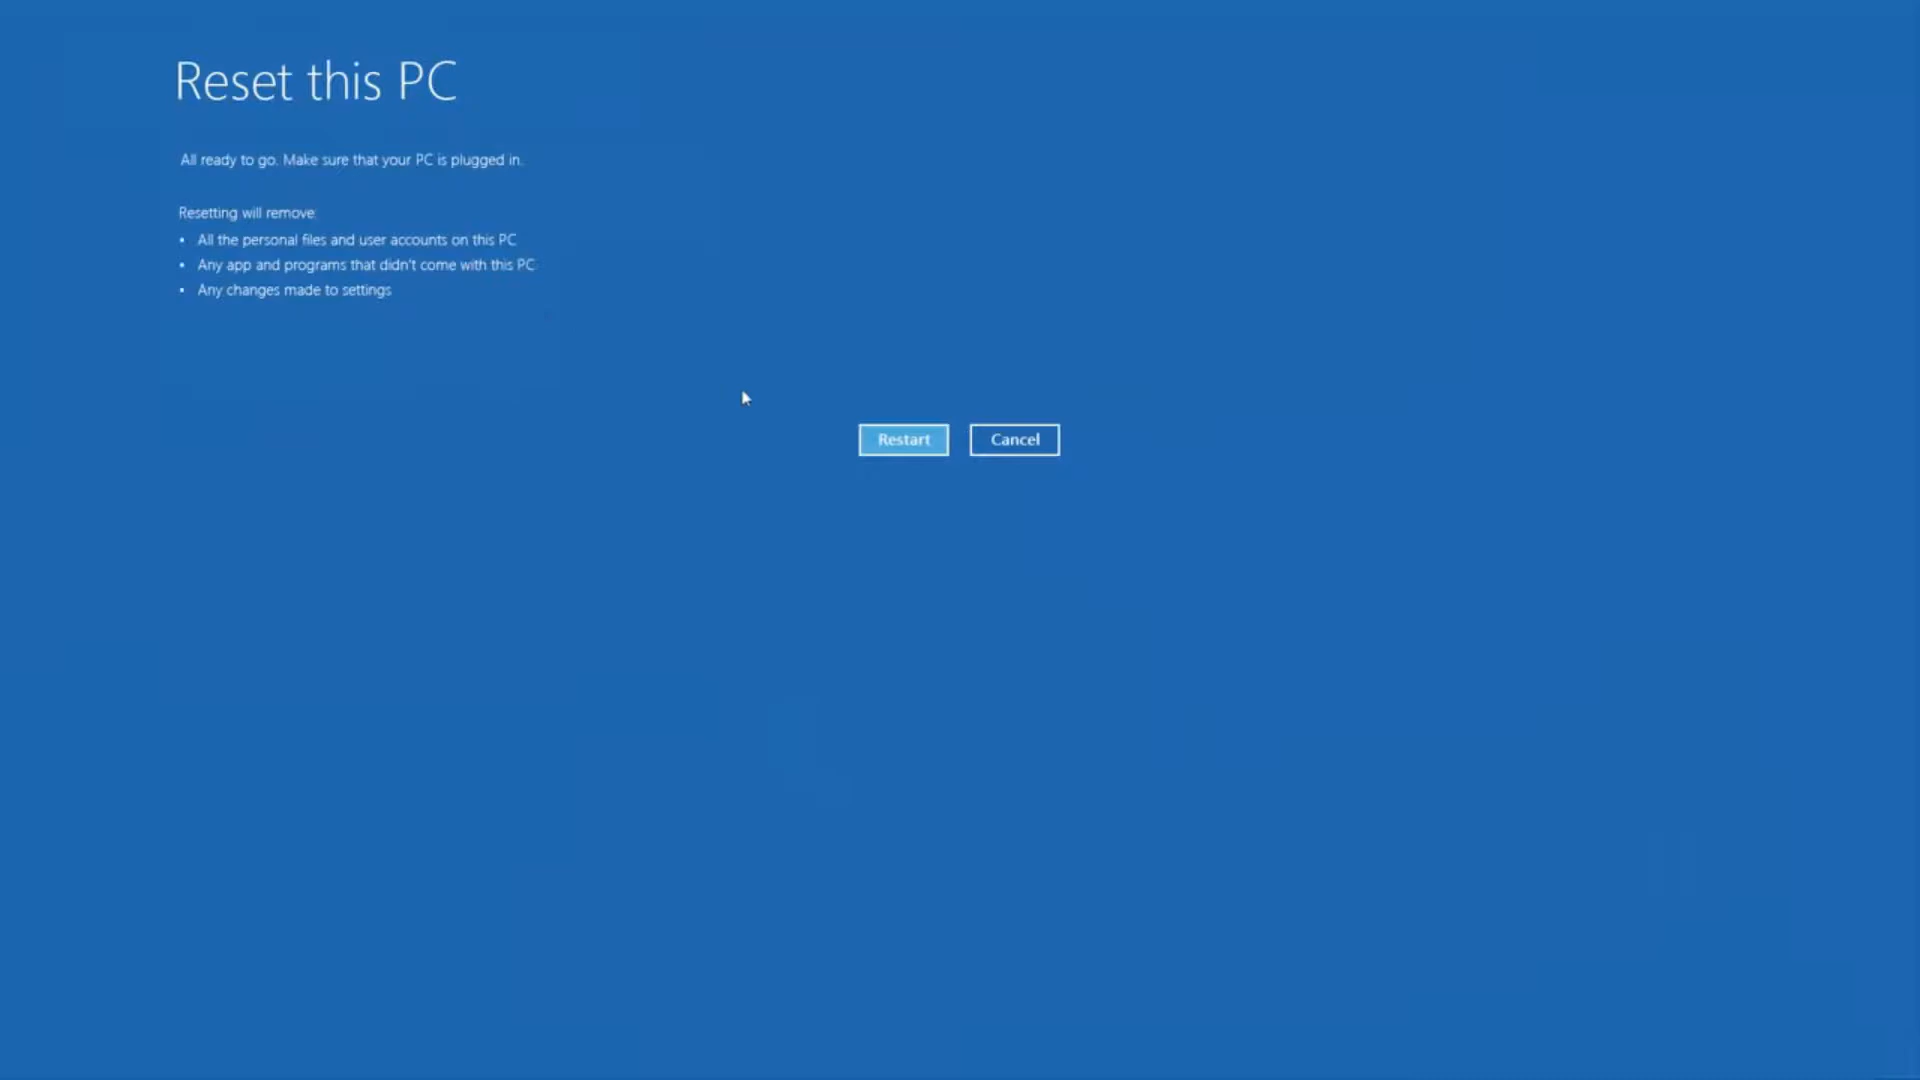 Reset this PC
All ready to go. Make sure that your PC is plugged in.
Resetting will remove:
• All the personal files and user accounts on this PC
• Any app and programs that didn't come with this PC
• Any changes made to settings
Restart Cancel